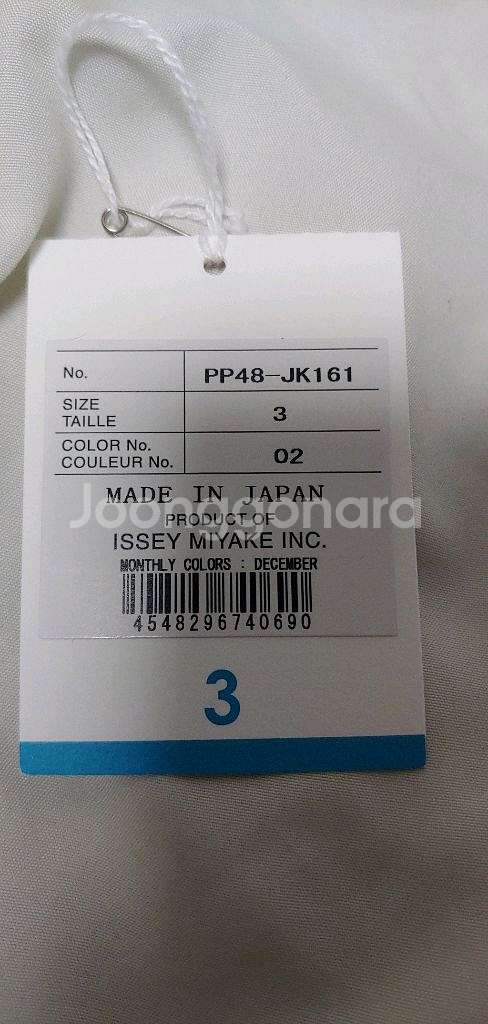 No. PP48-JK161
SIZE
TAILLE 3
COLOR No.
COULEUR No. 02
MADE IN JAPAN
Joonggonara
PRODUCT OF
ISSEY MIYAKE INC.
MONTHLY COLORS : DECEMBER
4548296740690
3